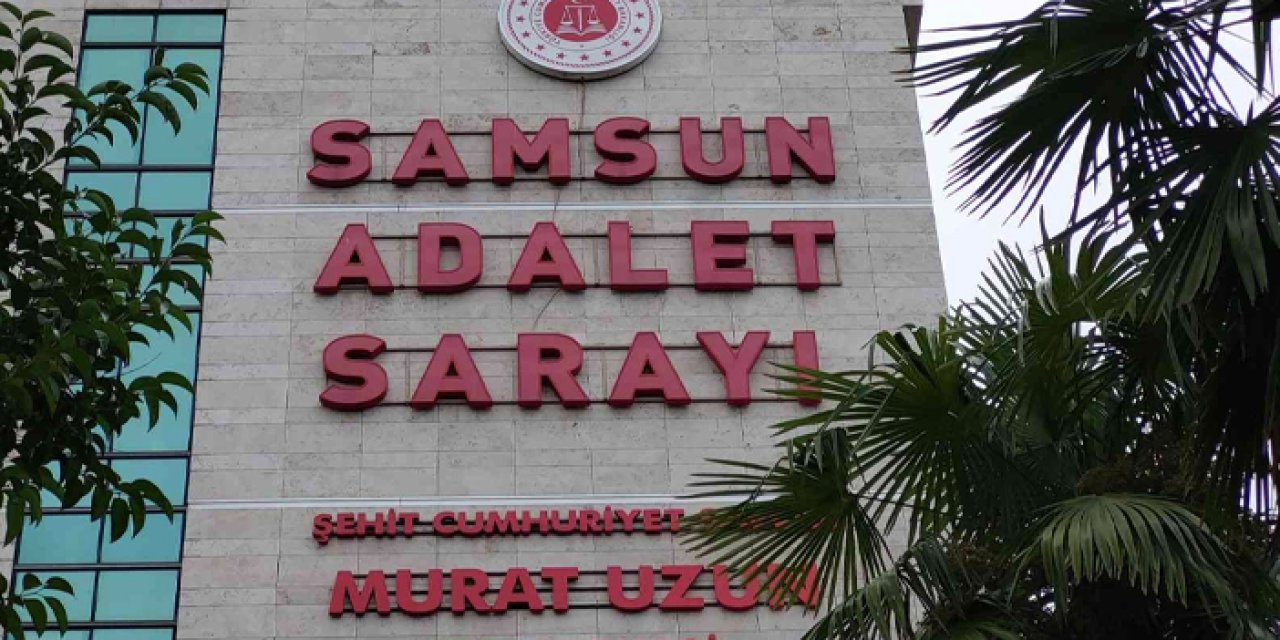 SAMSUN
ADALET
SARAYI
ŞEHİT CUMHURİYET
MURAT UZUN